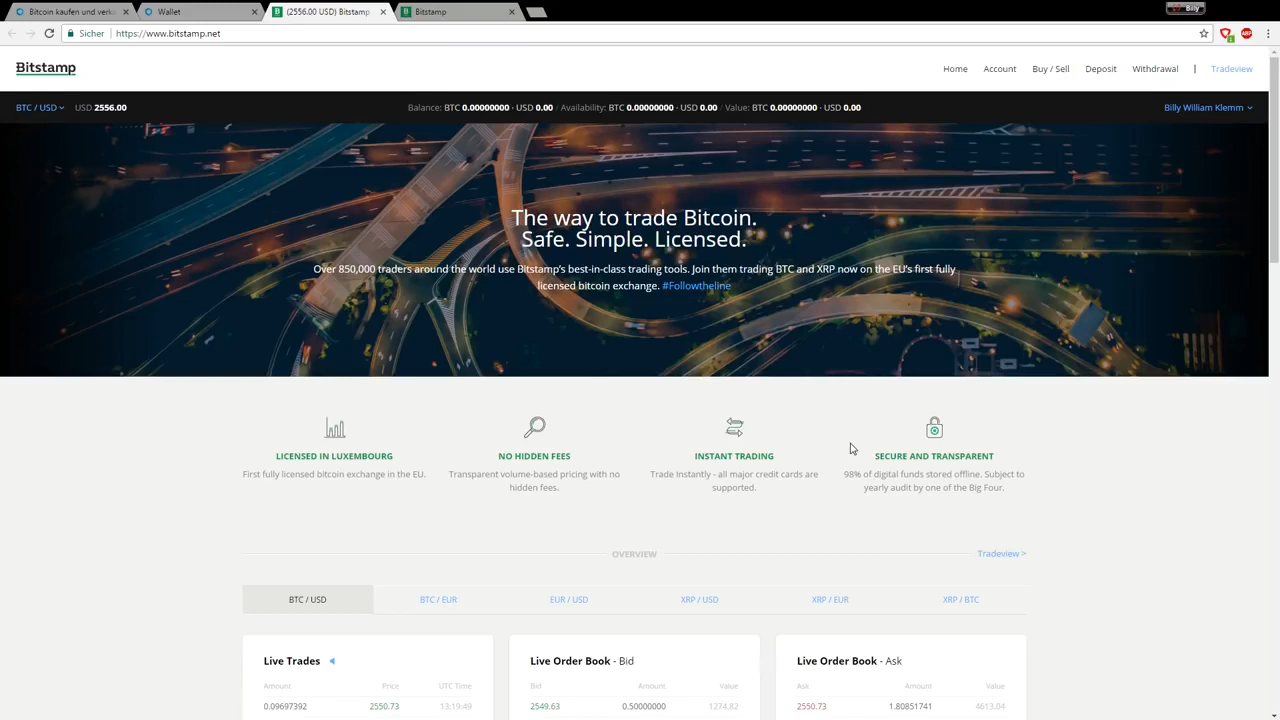 Bitcoin kaufen und verk
Wallet
(2556.00 USD) Bitstamp
Bitstamp
Billy
Sicher
https://www.bitstamp.net
ABP
Bitstamp
Home
Account
Buy / Sell
Deposit
Withdrawal
|
Tradeview
BTC / USD
USD 2556.00
Balance: BTC 0.00000000 · USD 0.00 / Availability: BTC 0.00000000 · USD 0.00 / Value: BTC 0.00000000 · USD 0.00
Billy William Klemm
The way to trade Bitcoin.
Safe. Simple. Licensed.
Over 850,000 traders around the world use Bitstamp's best-in-class trading tools. Join them trading BTC and XRP now on the EU's first fully
licensed bitcoin exchange. #Followtheline
LICENSED IN LUXEMBOURG
First fully licensed bitcoin exchange in the EU.
NO HIDDEN FEES
Transparent volume-based pricing with no
hidden fees.
INSTANT TRADING
Trade Instantly - all major credit cards are
supported.
SECURE AND TRANSPARENT
98% of digital funds stored offline. Subject to
yearly audit by one of the Big Four.
OVERVIEW
Tradeview >
BTC / USD
BTC / EUR
EUR / USD
XRP / USD
XRP / EUR
XRP / BTC
Live Trades
Amount Price UTC Time
0.09697392 2550.73 13:19:49
Live Order Book - Bid
Bid Amount Value
2549.63 0.50000000 1274.82
Live Order Book - Ask
Ask Amount Value
2550.73 1.80851741 4613.04